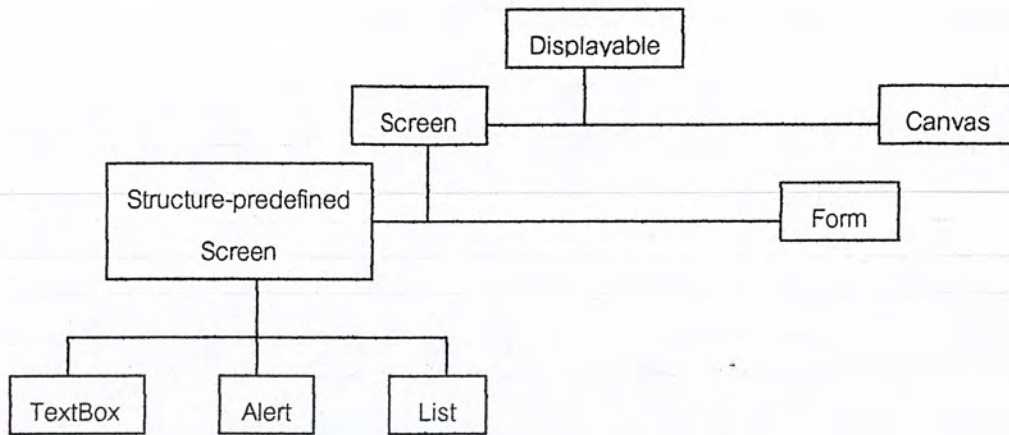 Displayable
Screen
Canvas
Structure-predefined
Screen
Form
TextBox
Alert
List